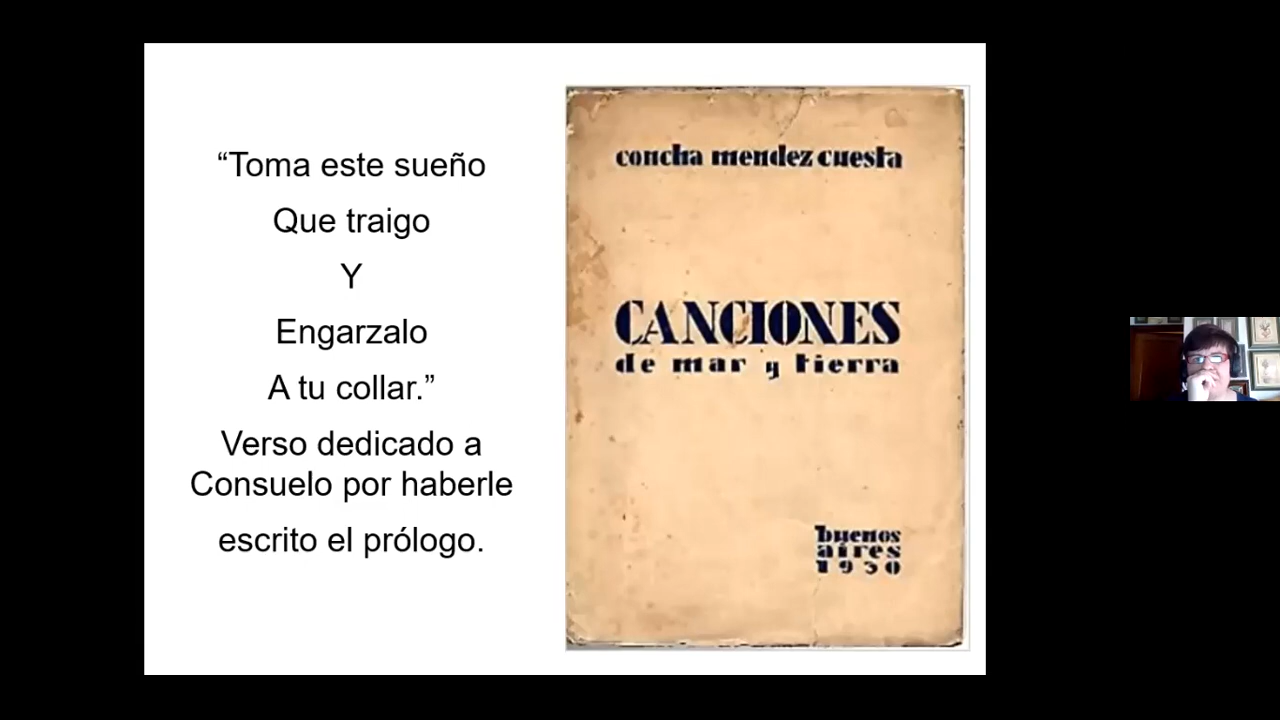 “Toma este sueño
Que traigo
Y
Engarzalo
A tu collar.”
Verso dedicado a
Consuelo por haberle
escrito el prólogo.
concha mendez cuesta
CANCIONES
de mar y tierra
buenos
aires
1930